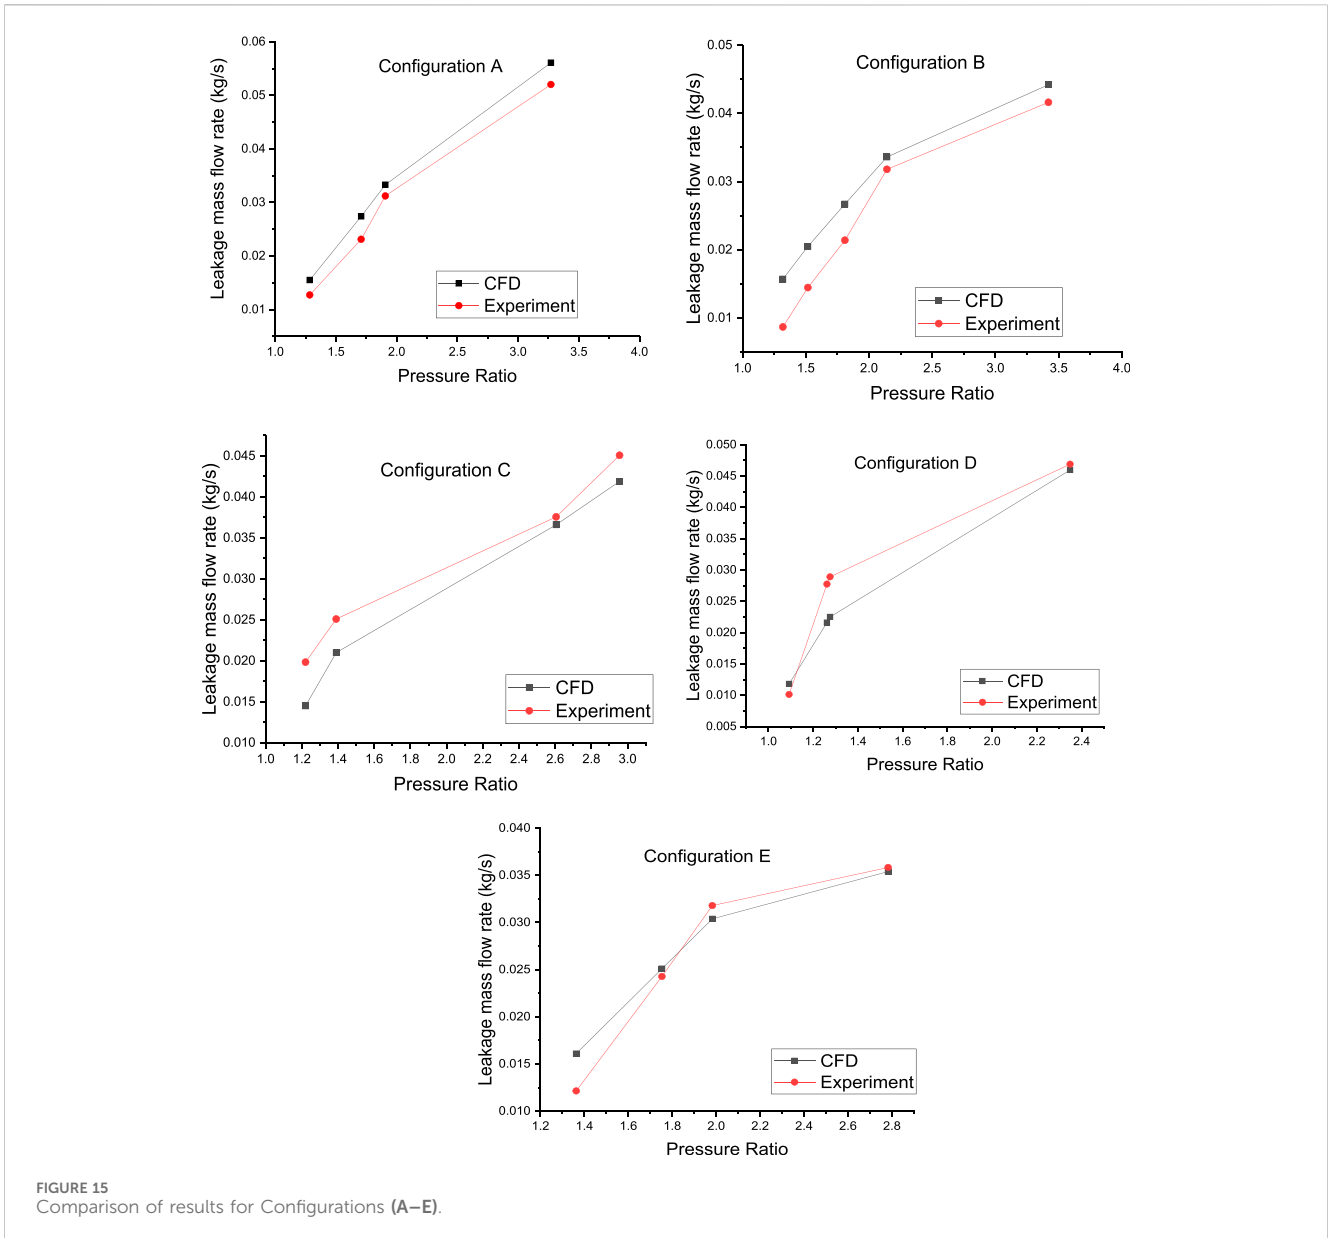 Configuration A
Leakage mass flow rate (kg/s)
0.06
0.05
0.04
0.03
0.02
0.01
CFD
Experiment
1.0 1.5 2.0 2.5 3.0 3.5 4.0
Pressure Ratio
Configuration B
Leakage mass flow rate (kg/s)
0.05
0.04
0.03
0.02
0.01
CFD
Experiment
1.0 1.5 2.0 2.5 3.0 3.5 4.0
Pressure Ratio
Configuration C
Leakage mass flow rate (kg/s)
0.045
0.040
0.035
0.030
0.025
0.020
0.015
0.010
CFD
Experiment
1.0 1.2 1.4 1.6 1.8 2.0 2.2 2.4 2.6 2.8 3.0
Pressure Ratio
Configuration D
Leakage mass flow rate (kg/s)
0.050
0.045
0.040
0.035
0.030
0.025
0.020
0.015
0.010
0.005
CFD
Experiment
1.0 1.2 1.4 1.6 1.8 2.0 2.2 2.4
Pressure Ratio
Configuration E
Leakage mass flow rate (kg/s)
0.040
0.035
0.030
0.025
0.020
0.015
0.010
CFD
Experiment
1.2 1.4 1.6 1.8 2.0 2.2 2.4 2.6 2.8
Pressure Ratio
FIGURE 15
Comparison of results for Configurations (A–E).